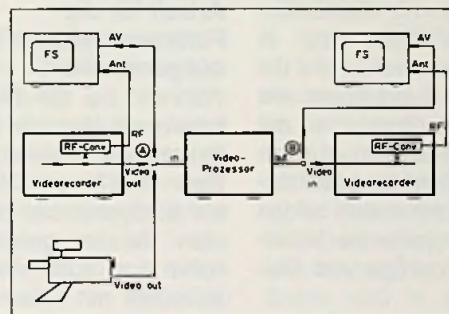 FS
AV
Ant
RF
RF-Conv
Videorecorder
Video
out
A
in
Video-
Prozessor
out
B
Video
in
FS
AV
Ant
RF
RF-Conv.
Videorecorder
Video out